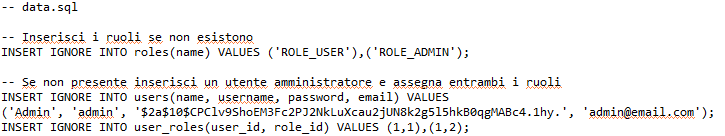 -- data.sql
-- Inserisci i ruoli se non esistono
INSERT IGNORE INTO roles(name) VALUES ('ROLE_USER'),('ROLE_ADMIN');
-- Se non presente inserisci un utente amministratore e assegna entrambi i ruoli
INSERT IGNORE INTO users(name, username, password, email) VALUES
('Admin', 'admin', '$2a$10$CPClv9ShoEM3Fc2PJ2NkLuXcau2jUN8k2g5l5hkB0qgMABc4.1hy.', 'admin@email.com');
INSERT IGNORE INTO user_roles(user_id, role_id) VALUES (1,1),(1,2);